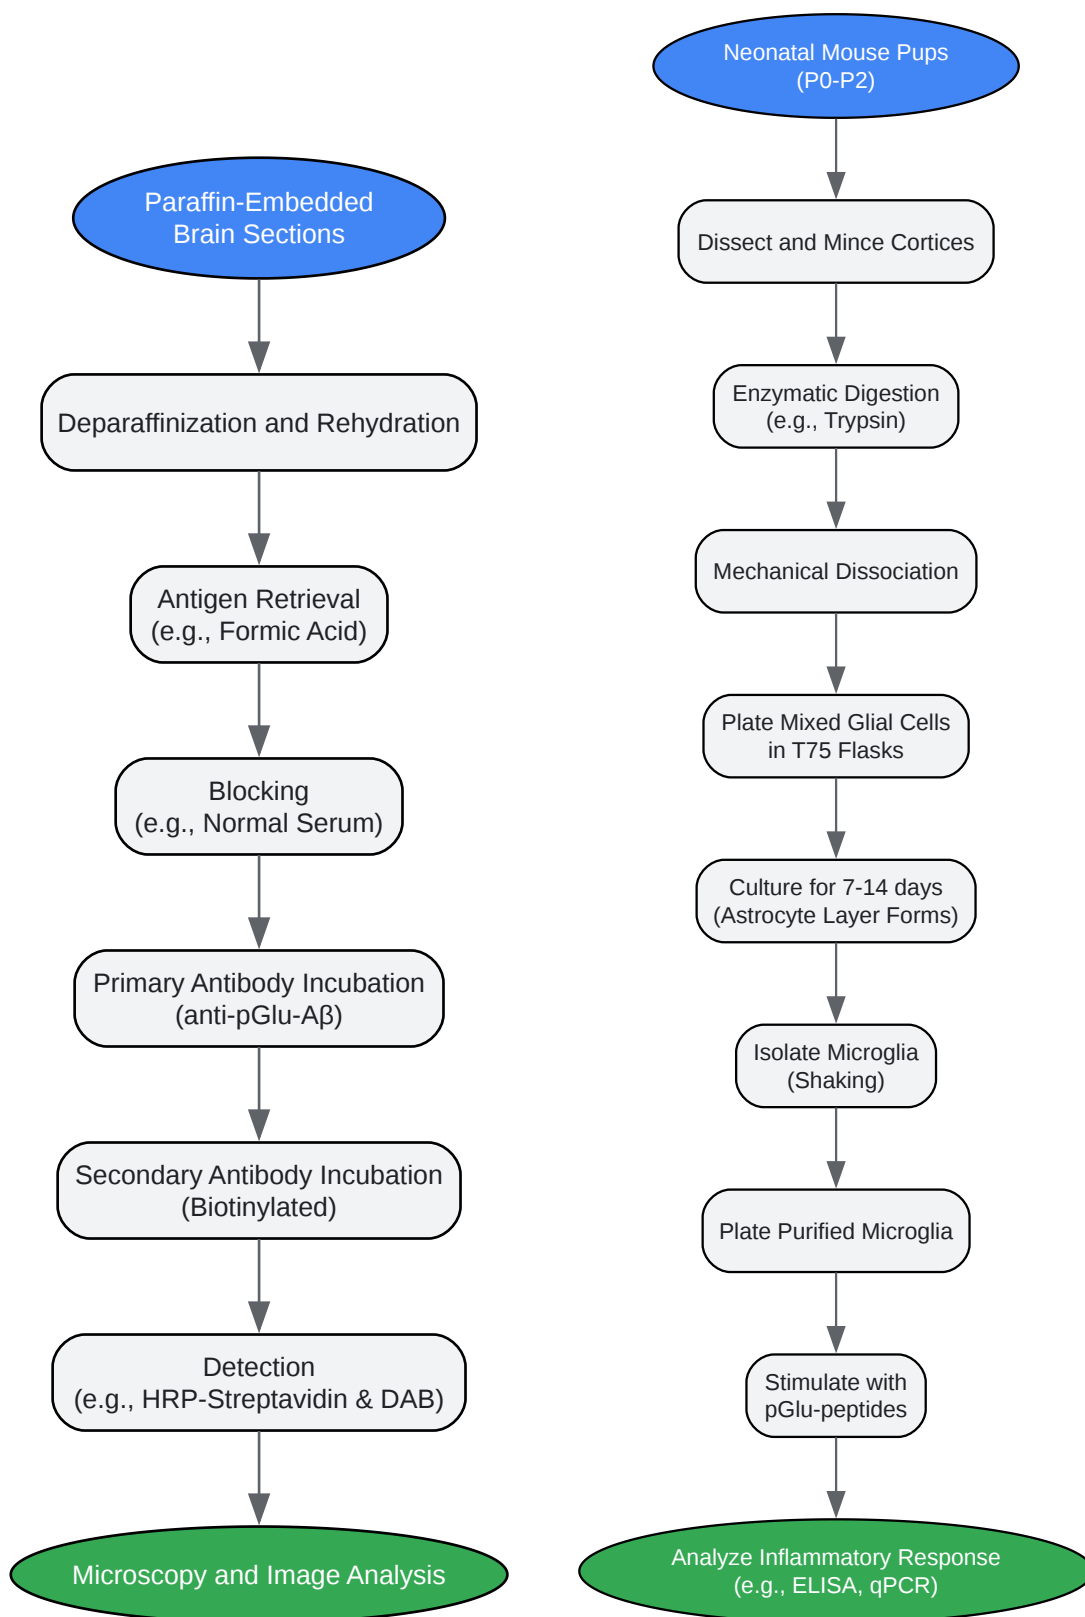 Paraffin-Embedded
Brain Sections
Deparaffinization and Rehydration
Antigen Retrieval
(e.g., Formic Acid)
Blocking
(e.g., Normal Serum)
Primary Antibody Incubation
(anti-pGlu-Aβ)
Secondary Antibody Incubation
(Biotinylated)
Detection
(e.g., HRP-Streptavidin & DAB)
Microscopy and Image Analysis
Neonatal Mouse Pups
(P0-P2)
Dissect and Mince Cortices
Enzymatic Digestion
(e.g., Trypsin)
Mechanical Dissociation
Plate Mixed Glial Cells
in T75 Flasks
Culture for 7-14 days
(Astrocyte Layer Forms)
Isolate Microglia
(Shaking)
Plate Purified Microglia
Stimulate with
pGlu-peptides
Analyze Inflammatory Response
(e.g., ELISA, qPCR)